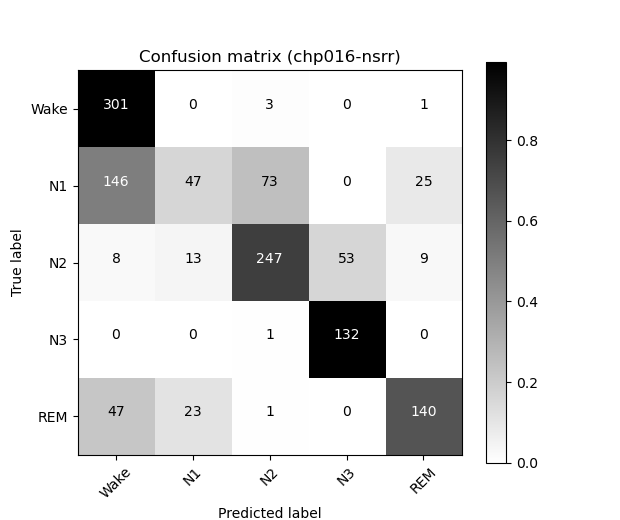 Confusion matrix (chp016-nsrr)
True label
Wake 301 0 3 0 1
N1 146 47 73 0 25
N2 8 13 247 53 9
N3 0 0 1 132 0
REM 47 23 1 0 140
Wake N1 N2 N3 REM
Predicted label
0.8
0.6
0.4
0.2
0.0